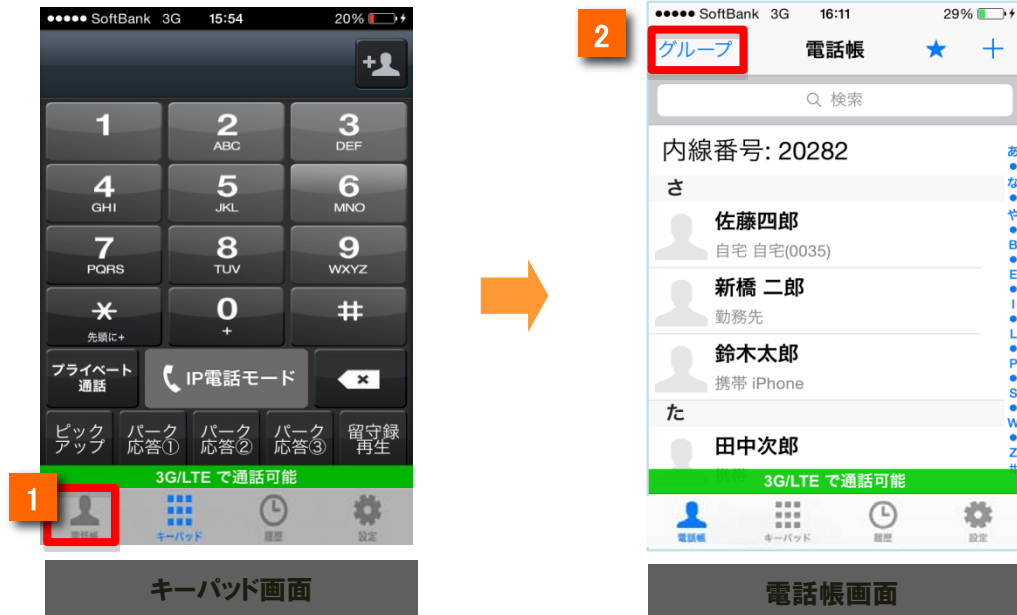 SoftBank 3G 15:54 20%
1
2
ABC
3
DEF
4
GHI
5
JKL
6
MNO
7
PQRS
8
TUV
9
WXYZ
*
先頭に+
0
+
#
プライベート
通話
IP電話モード
ピック
アップ
パーク
応答①
パーク
応答②
パーク
応答③
留守録
再生
3G/LTE で通話可能
1
電話帳
キーパッド
履歴
設定
キーパッド画面
2
SoftBank 3G 16:11 29%
グループ
電話帳
検索
内線番号: 20282
さ
佐藤四郎
自宅 自宅(0035)
新橋 二郎
勤務先
鈴木太郎
携帯 iPhone
た
田中次郎
携帯
あ
な
や
B
E
I
L
P
S
W
Z
#
3G/LTE で通話可能
電話帳
キーパッド
履歴
設定
電話帳画面